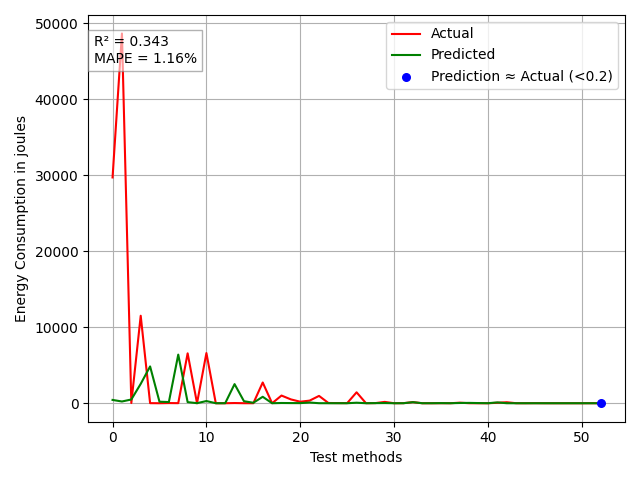 R² = 0.343
MAPE = 1.16%
Actual
Predicted
Prediction ≈ Actual (<0.2)
50000
40000
30000
20000
10000
0
Energy Consumption in joules
0 10 20 30 40 50
Test methods